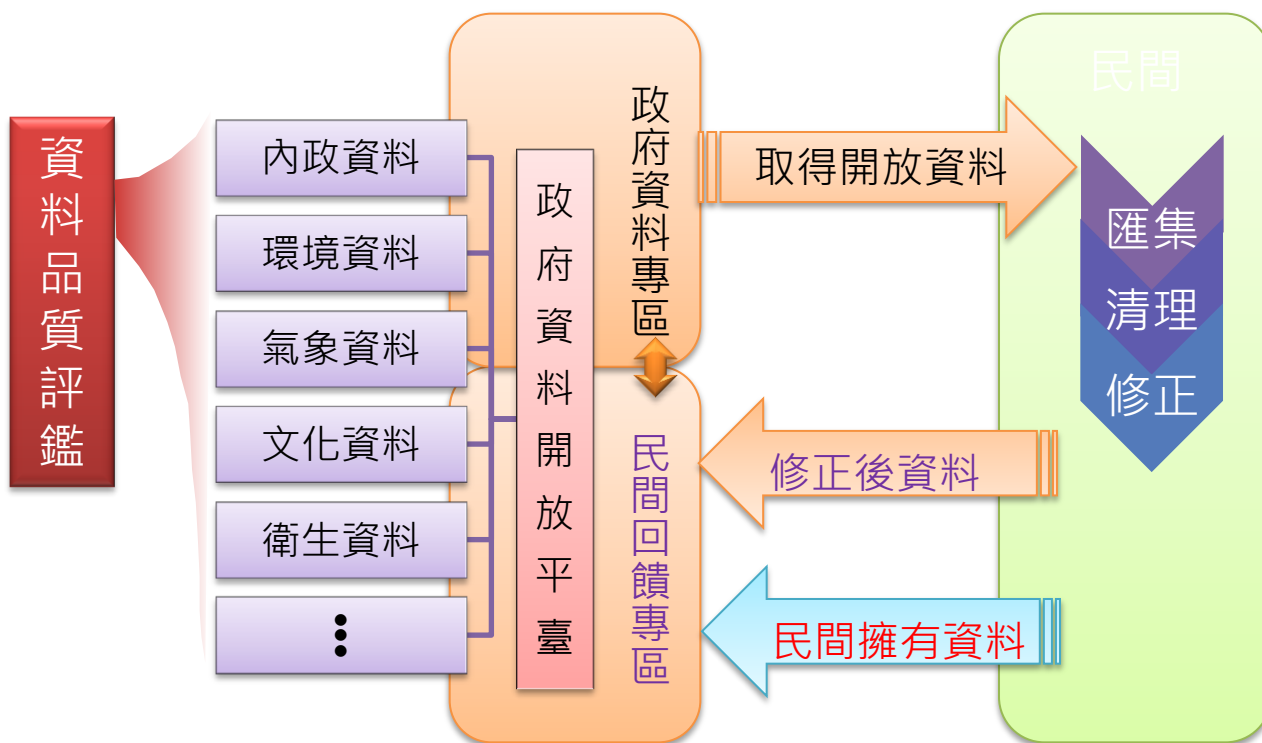 資料品質評鑑
內政資料
環境資料
氣象資料
文化資料
衛生資料
政府資料開放平臺
政府資料專區
民間回饋專區
取得開放資料
修正後資料
民間擁有資料
民間
匯集
清理
修正